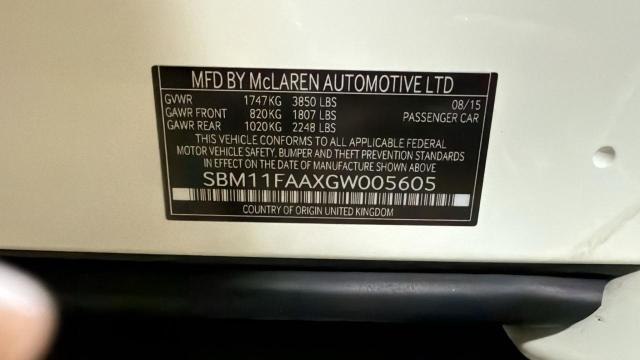 MFD BY McLAREN AUTOMOTIVE LTD
GVWR 1747KG 3850 LBS 08/15
GAWR FRONT 820KG 1807 LBS PASSENGER CAR
GAWR REAR 1020KG 2248 LBS
THIS VEHICLE CONFORMS TO ALL APPLICABLE FEDERAL
MOTOR VEHICLE SAFETY, BUMPER AND THEFT STANDARDS
IN EFFECT ON THE DATE OF MANUFACTURE SHOWN ABOVE
SBM11FAAXGW005605
COUNTRY OF ORIGIN UNITED KINGDOM